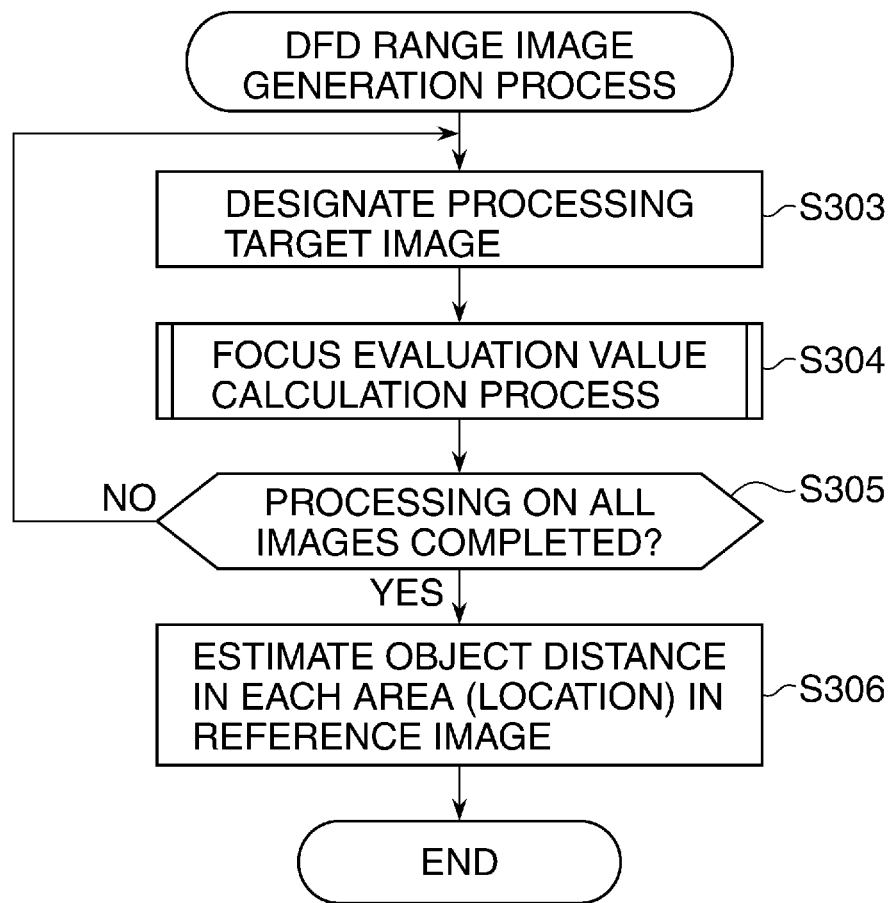 DFD RANGE IMAGE
GENERATION PROCESS
DESIGNATE PROCESSING
TARGET IMAGE
S303
FOCUS EVALUATION VALUE
CALCULATION PROCESS
S304
PROCESSING ON ALL
IMAGES COMPLETED?
S305
NO
YES
ESTIMATE OBJECT DISTANCE
IN EACH AREA (LOCATION) IN
REFERENCE IMAGE
S306
END